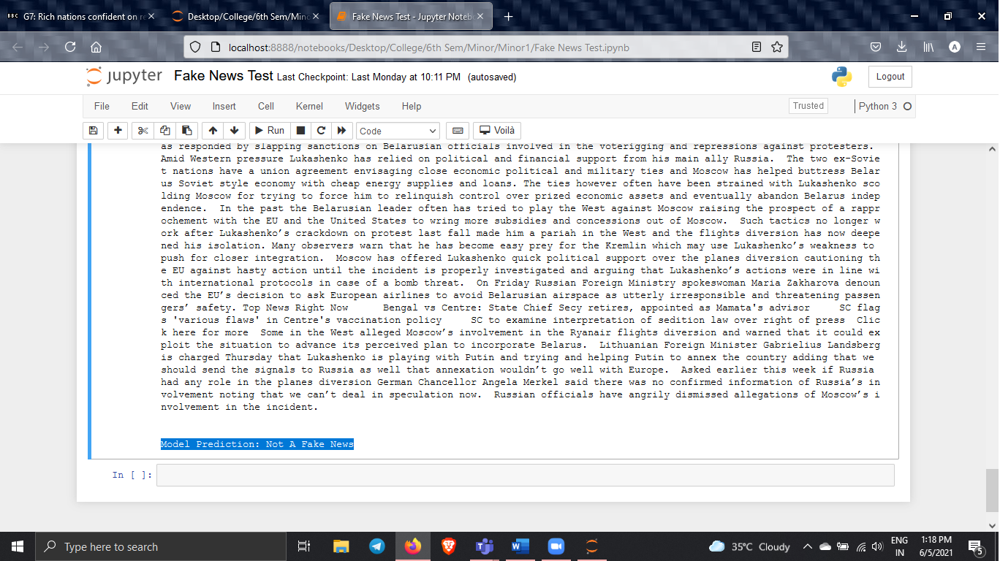 BBC G7: Rich nations confident on re
Desktop/College/6th Sem/Mino
Fake News Test - Jupyter Noteb
localhost:8888/notebooks/Desktop/College/6th Sem/Minor/Minor1/Fake News Test.ipynb
A
jupyter Fake News Test Last Checkpoint: Last Monday at 10:11 PM (autosaved)
Logout
File Edit View Insert Cell Kernel Widgets Help
Trusted
Python 3
Run
Code
Voilà
as responded by slapping sanctions on Belarusian officials involved in the voterigging and repressions against protesters.
Amid Western pressure Lukashenko has relied on political and financial support from his main ally Russia.  The two ex-Sovie
t nations have a union agreement envisaging close economic political and military ties and Moscow has helped buttress Belar
us Soviet style economy with cheap energy supplies and loans. The ties however often have been strained with Lukashenko sco
lding Moscow for trying to force him to relinquish control over prized economic assets and eventually abandon Belarus indep
endence.  In the past the Belarusian leader often has tried to play the West against Moscow raising the prospect of a rappr
ochement with the EU and the United States to wring more subsidies and concessions out of Moscow.  Such tactics no longer w
ork after Lukashenko’s crackdown on protest last fall made him a pariah in the West and the flights diversion has now deepe
ned his isolation. Many observers warn that he has become easy prey for the Kremlin which may use Lukashenko’s weakness to
push for closer integration.  Moscow has offered Lukashenko quick political support over the planes diversion cautioning th
e EU against hasty action until the incident is properly investigated and arguing that Lukashenko’s actions were in line wi
th international protocols in case of a bomb threat.  On Friday Russian Foreign Ministry spokeswoman Maria Zakharova denoun
ced the EU’s decision to ask European airlines to avoid Belarusian airspace as utterly irresponsible and threatening passen
gers’ safety. Top News Right Now      Bengal vs Centre: State Chief Secy retires, appointed as Mamata's advisor     SC flag
s 'various flaws' in Centre's vaccination policy     SC to examine interpretation of sedition law over right of press  Clic
k here for more  Some in the West alleged Moscow’s involvement in the Ryanair flights diversion and warned that it could ex
ploit the situation to advance its perceived plan to incorporate Belarus.  Lithuanian Foreign Minister Gabrielius Landsberg
is charged Thursday that Lukashenko is playing with Putin and trying and helping Putin to annex the country adding that we
should send the signals to Russia as well that annexation wouldn’t go well with Europe.  Asked earlier this week if Russia
had any role in the planes diversion German Chancellor Angela Merkel said there was no confirmed information of Russia’s in
volvement noting that we can’t deal in speculation now.  Russian officials have angrily dismissed allegations of Moscow’s i
nvolvement in the incident.
Model Prediction: Not A Fake News
In [ ]:
Type here to search
35°C Cloudy
ENG
IN
1:18 PM
6/5/2021
5